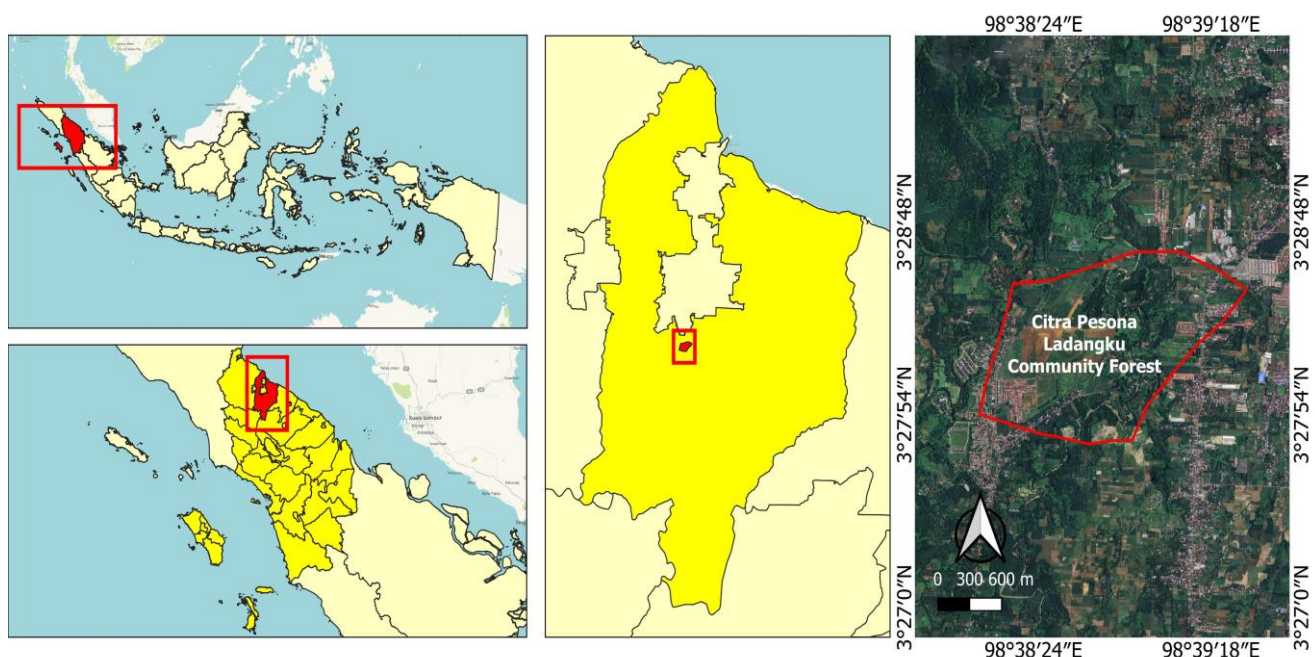 98°38′24″E 98°39′18″E
3°28′48″N
3°28′48″N
Citra Pesona
Ladangku
Community Forest
3°27′54″N
3°27′54″N
Kuala Lumpur
0 300 600 m
3°27′0″N
3°27′0″N
98°38′24″E 98°39′18″E